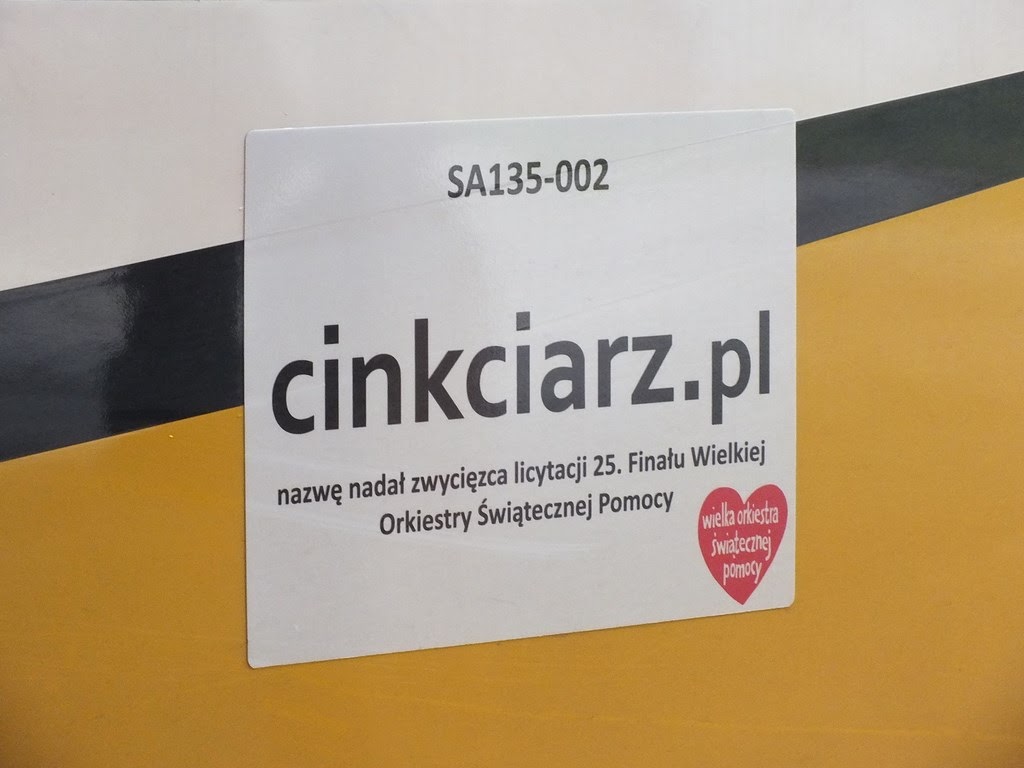 SA135-002
cinkciarz.pl
nazwę nadał zwycięzca licytacji 25. Finału Wielkiej
Orkiestry Świątecznej Pomocy
wielka orkiestra
świątecznej
pomocy